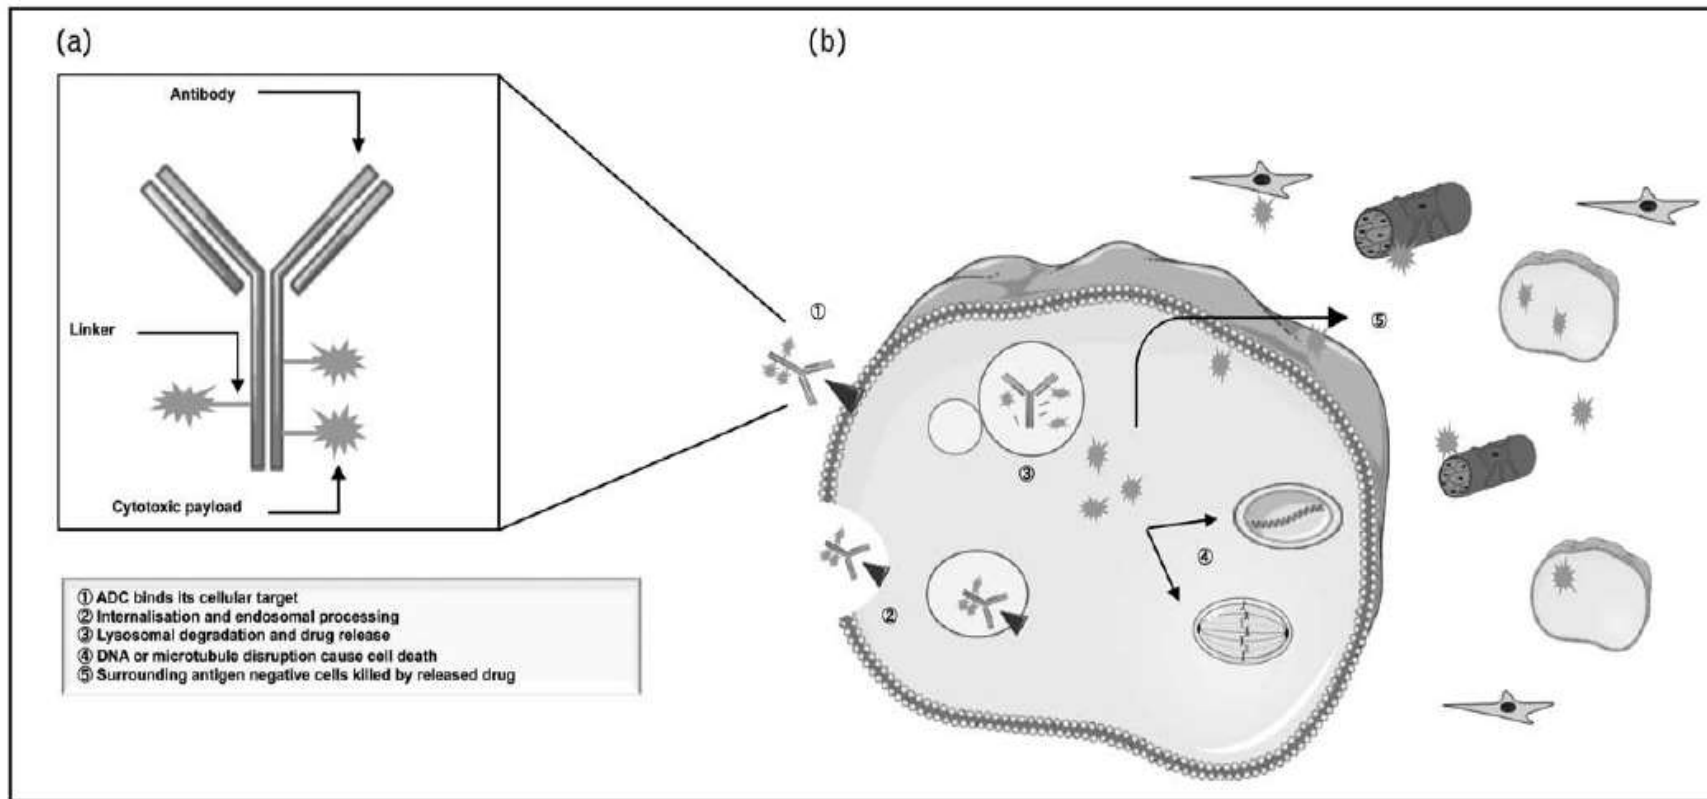 (a)
(b)
Antibody
Linker
Cytotoxic payload
①
②
③
④
⑤
① ADC binds its cellular target
② Internalisation and endosomal processing
③ Lysosomal degradation and drug release
④ DNA or microtubule disruption cause cell death
⑤ Surrounding antigen negative cells killed by released drug